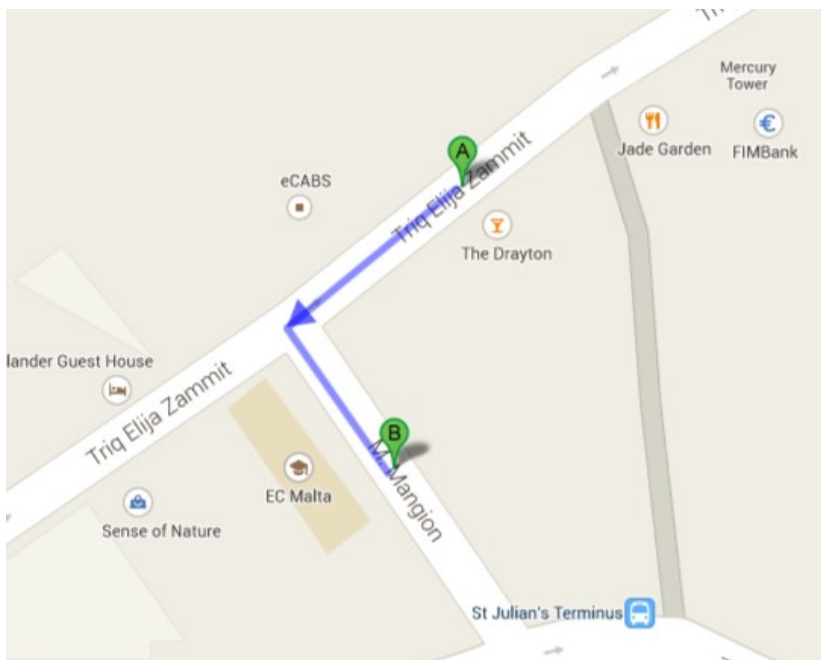 Mercury
Tower
Jade Garden
FIMBank
A
Triq Elija Zammit
eCABS
The Drayton
lander Guest House
Triq Elija Zammit
B
M. Mangion
EC Malta
Sense of Nature
St Julian's Terminus